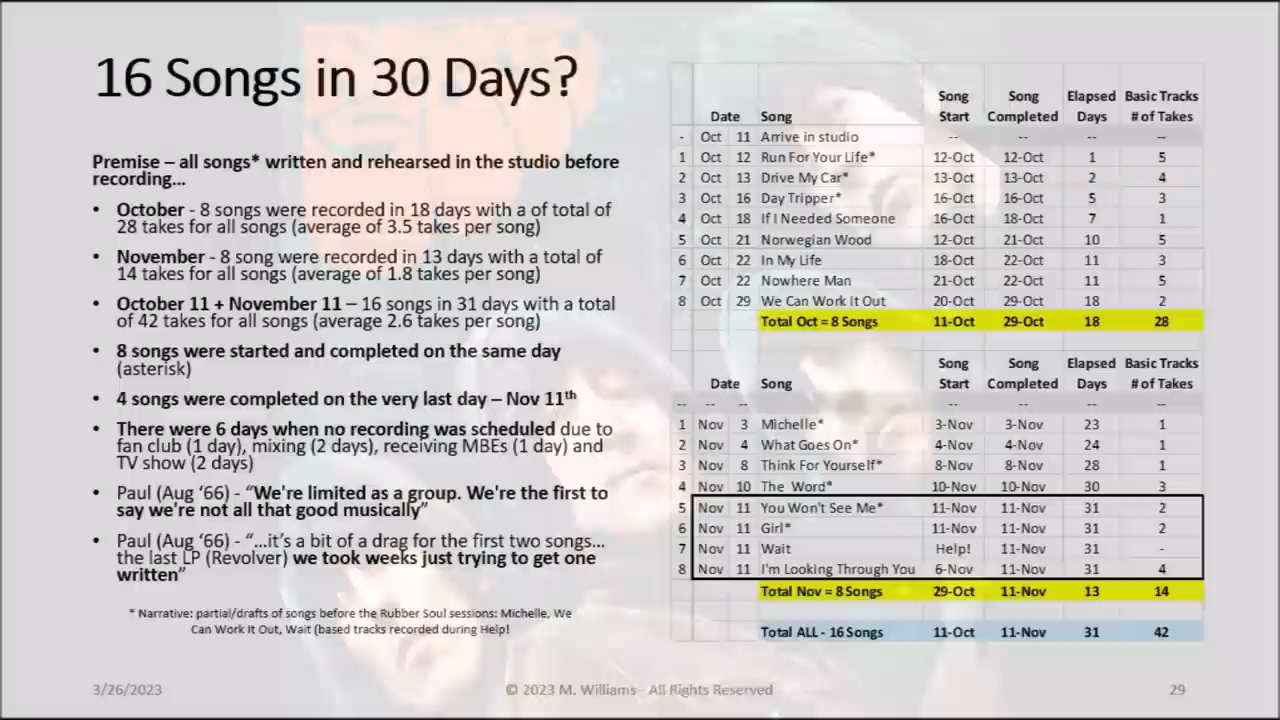 16 Songs in 30 Days?
Premise – all songs* written and rehearsed in the studio before
recording...
• October - 8 songs were recorded in 18 days with a of total of
28 takes for all songs (average of 3.5 takes per song)
• November - 8 song were recorded in 13 days with a total of
14 takes for all songs (average of 1.8 takes per song)
• October 11 + November 11 – 16 songs in 31 days with a total
of 42 takes for all songs (average 2.6 takes per song)
• 8 songs were started and completed on the same day
(asterisk)
• 4 songs were completed on the very last day – Nov 11th
• There were 6 days when no recording was scheduled due to
fan club (1 day), mixing (2 days), receiving MBEs (1 day) and
TV show (2 days)
• Paul (Aug ‘66) - “We're limited as a group. We're the first to
say we're not all that good musically”
• Paul (Aug ‘66) - “...it’s a bit of a drag for the first two songs...
the last LP (Revolver) we took weeks just trying to get one
written”
* Narrative: partial/drafts of songs before the Rubber Soul sessions: Michelle, We
Can Work It Out, Wait (based tracks recorded during Help!
Song Song Elapsed Basic Tracks
Date Song Start Completed Days # of Takes
- Oct 11 Arrive in studio -- -- -- --
1 Oct 12 Run For Your Life* 12-Oct 12-Oct 1 5
2 Oct 13 Drive My Car* 13-Oct 13-Oct 2 4
3 Oct 16 Day Tripper* 16-Oct 16-Oct 5 3
4 Oct 18 If I Needed Someone 16-Oct 18-Oct 7 1
5 Oct 21 Norwegian Wood 12-Oct 21-Oct 10 5
6 Oct 22 In My Life 18-Oct 22-Oct 11 3
7 Oct 22 Nowhere Man 21-Oct 22-Oct 11 5
8 Oct 29 We Can Work It Out 20-Oct 29-Oct 18 2
Total Oct = 8 Songs 11-Oct 29-Oct 18 28
Song Song Elapsed Basic Tracks
Date Song Start Completed Days # of Takes
-- -- -- -- -- -- --
1 Nov 3 Michelle* 3-Nov 3-Nov 23 1
2 Nov 4 What Goes On* 4-Nov 4-Nov 24 1
3 Nov 8 Think For Yourself* 8-Nov 8-Nov 28 1
4 Nov 10 The Word* 10-Nov 10-Nov 30 3
5 Nov 11 You Won't See Me* 11-Nov 11-Nov 31 2
6 Nov 11 Girl* 11-Nov 11-Nov 31 2
7 Nov 11 Wait Help! 11-Nov 31 -
8 Nov 11 I'm Looking Through You 6-Nov 11-Nov 31 4
Total Nov = 8 Songs 29-Oct 11-Nov 13 14
Total ALL - 16 Songs 11-Oct 11-Nov 31 42
3/26/2023 © 2023 M. Williams - All Rights Reserved 29